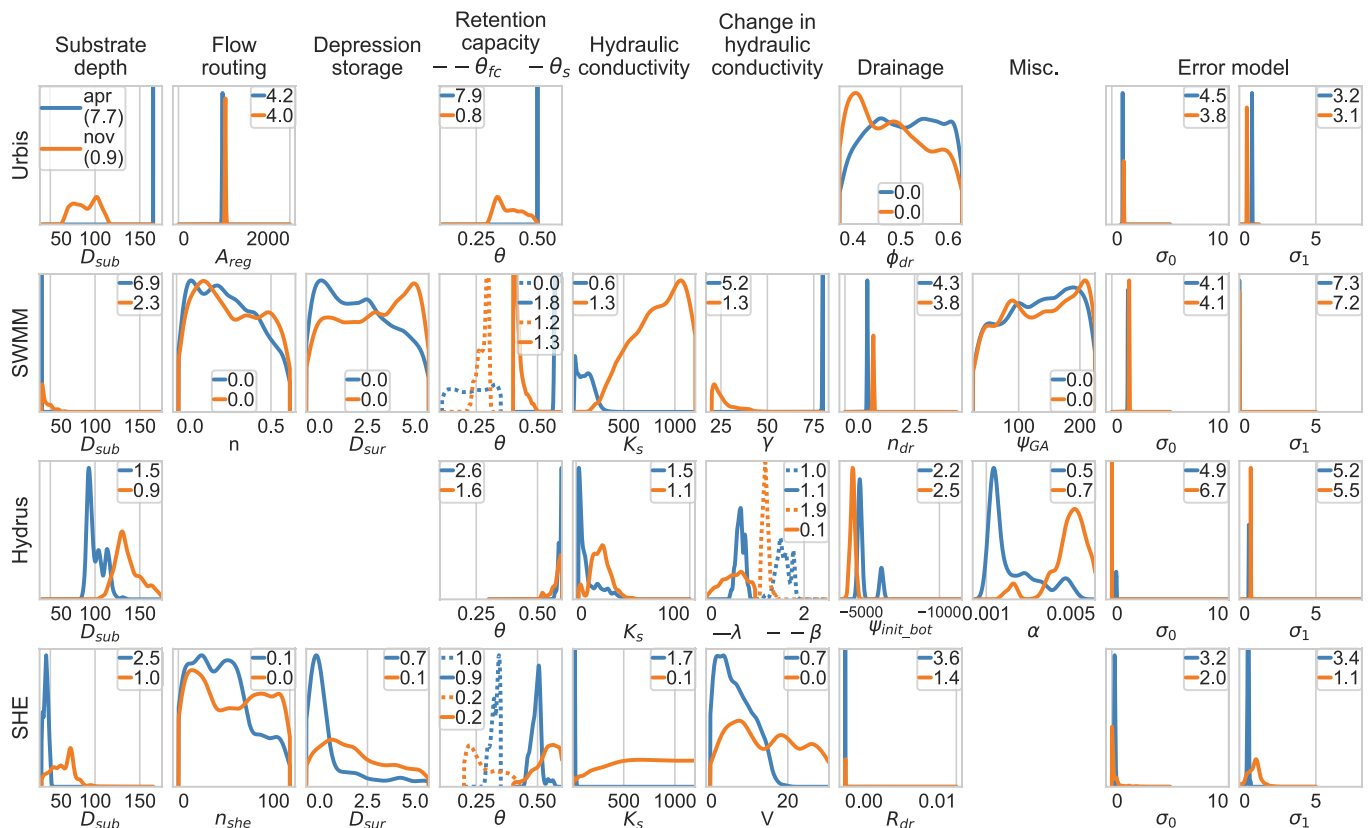 Substrate
depth
Flow
routing
Depression
storage
Retention
capacity
− − θfc − θs
Hydraulic
conductivity
Change in
hydraulic
conductivity
Drainage
Misc.
Error model
Urbis
apr
(7.7)
nov
(0.9)
50 100 150
Dsub
4.2
4.0
0 2000
Areg
7.9
0.8
0.25 0.50
θ
0.0
0.0
0.4 0.5 0.6
ϕdr
4.5
3.8
0 10
σ0
3.2
3.1
5
σ1
SWMM
6.9
2.3
50 100 150
Dsub
0.0
0.0
0.0 0.5
n
0.0
0.0
0.0 2.5 5.0
Dsur
0.0
1.8
1.2
1.3
0.25 0.50
θ
0.6
1.3
500 1000
Ks
5.2
1.3
25 50 75
γ
4.3
3.8
0.0 2.5
ndr
0.0
0.0
100 200
ψGA
4.1
4.1
0 10
σ0
7.3
7.2
5
σ1
Hydrus
1.5
0.9
50 100 150
Dsub
2.6
1.6
0.25 0.50
θ
1.5
1.1
0 100
Ks
1.0
1.1
1.9
0.1
0 2
—λ − − β
2.2
2.5
−5000 −10000
ψinit_bot
0.5
0.7
0.001 0.005
α
4.9
6.7
0 10
σ0
5.2
5.5
5
σ1
SHE
2.5
1.0
50 100 150
Dsub
0.1
0.0
0 100
nshe
0.7
0.1
0.0 2.5 5.0
Dsur
1.0
0.9
0.2
0.2
0.25 0.50
θ
1.7
0.1
500 1000
Ks
0.7
0.0
0 20
V
3.6
1.4
0.00 0.01
Rdr
3.2
2.0
0 10
σ0
3.4
1.1
5
σ1